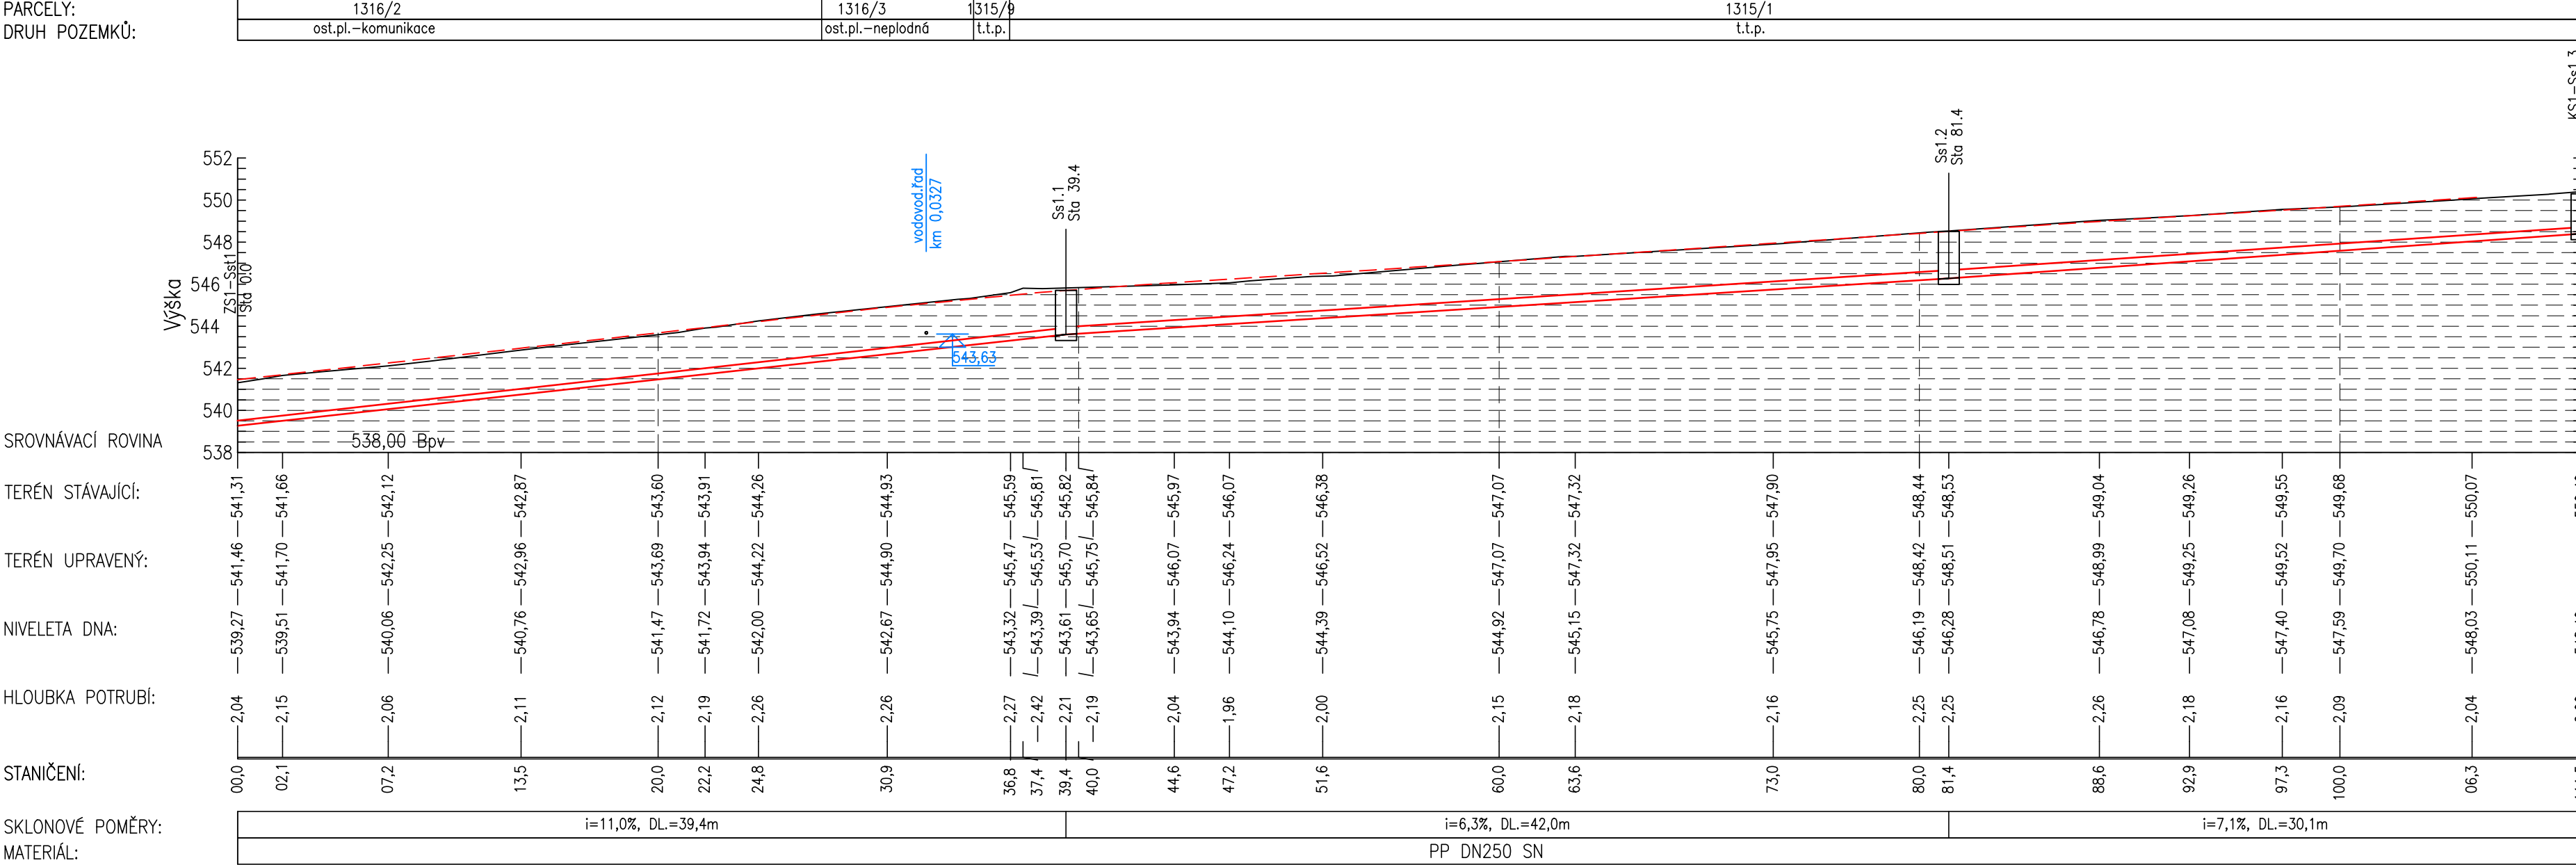 PARCELY: 1316/2 1316/3 1315/9 1315/1
DRUH POZEMKŮ: ost.pl.–komunikace ost.pl.–neplodná t.t.p. t.t.p.
KS1–Ss1.3
Ss1.2
Sta 81.4
Ss1.1
Sta 39.4
vodovod.řad
km 0,0327
ZS1–Sst1
Sta 0.0
Výška
552
550
548
546
544
542
540
538
543,63
SROVNÁVACÍ ROVINA 538,00 Bpv
TERÉN STÁVAJÍCÍ: 541,31 541,66 542,12 542,87 543,60 543,91 544,26 544,93 545,59 545,81 545,82 545,84 545,97 546,07 546,38 547,07 547,32 547,90 548,44 548,53 549,04 549,26 549,55 549,68 550,07
TERÉN UPRAVENÝ: 541,46 541,70 542,25 542,96 543,69 543,94 544,22 544,90 545,47 545,53 545,70 545,75 546,07 546,24 546,52 547,07 547,32 547,95 548,42 548,51 548,99 549,25 549,52 549,70 550,11
NIVELETA DNA: 539,27 539,51 540,06 540,76 541,47 541,72 542,00 542,67 543,32 543,39 543,61 543,65 543,94 544,10 544,39 544,92 545,15 545,75 546,19 546,28 546,78 547,08 547,40 547,59 548,03
HLOUBKA POTRUBÍ: 2,04 2,15 2,06 2,11 2,12 2,19 2,26 2,26 2,27 2,42 2,21 2,19 2,04 1,96 2,00 2,15 2,18 2,16 2,25 2,25 2,26 2,18 2,16 2,09 2,04
STANIČENÍ: 00,0 02,1 07,2 13,5 20,0 22,2 24,8 30,9 36,8 37,4 39,4 40,0 44,6 47,2 51,6 60,0 63,6 73,0 80,0 81,4 88,6 92,9 97,3 100,0 06,3
SKLONOVÉ POMĚRY: i=11,0%, DL.=39,4m i=6,3%, DL.=42,0m i=7,1%, DL.=30,1m
MATERIÁL: PP DN250 SN